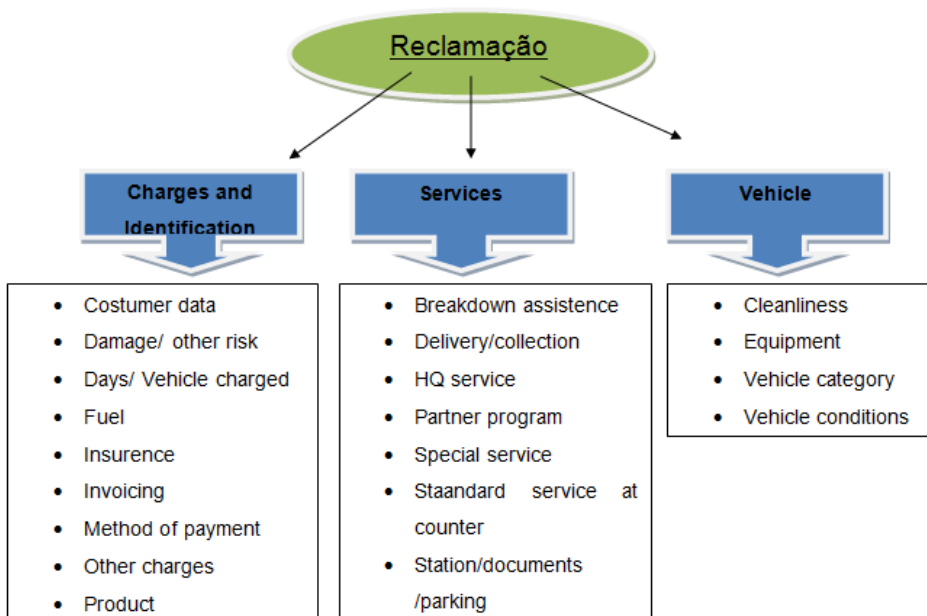 Reclamação
Charges and
Identification
• Costumer data
• Damage/ other risk
• Days/ Vehicle charged
• Fuel
• Insurence
• Invoicing
• Method of payment
• Other charges
• Product
Services
• Breakdown assistence
• Delivery/collection
• HQ service
• Partner program
• Special service
• Staandard service at
counter
• Station/documents
/parking
Vehicle
• Cleanliness
• Equipment
• Vehicle category
• Vehicle conditions